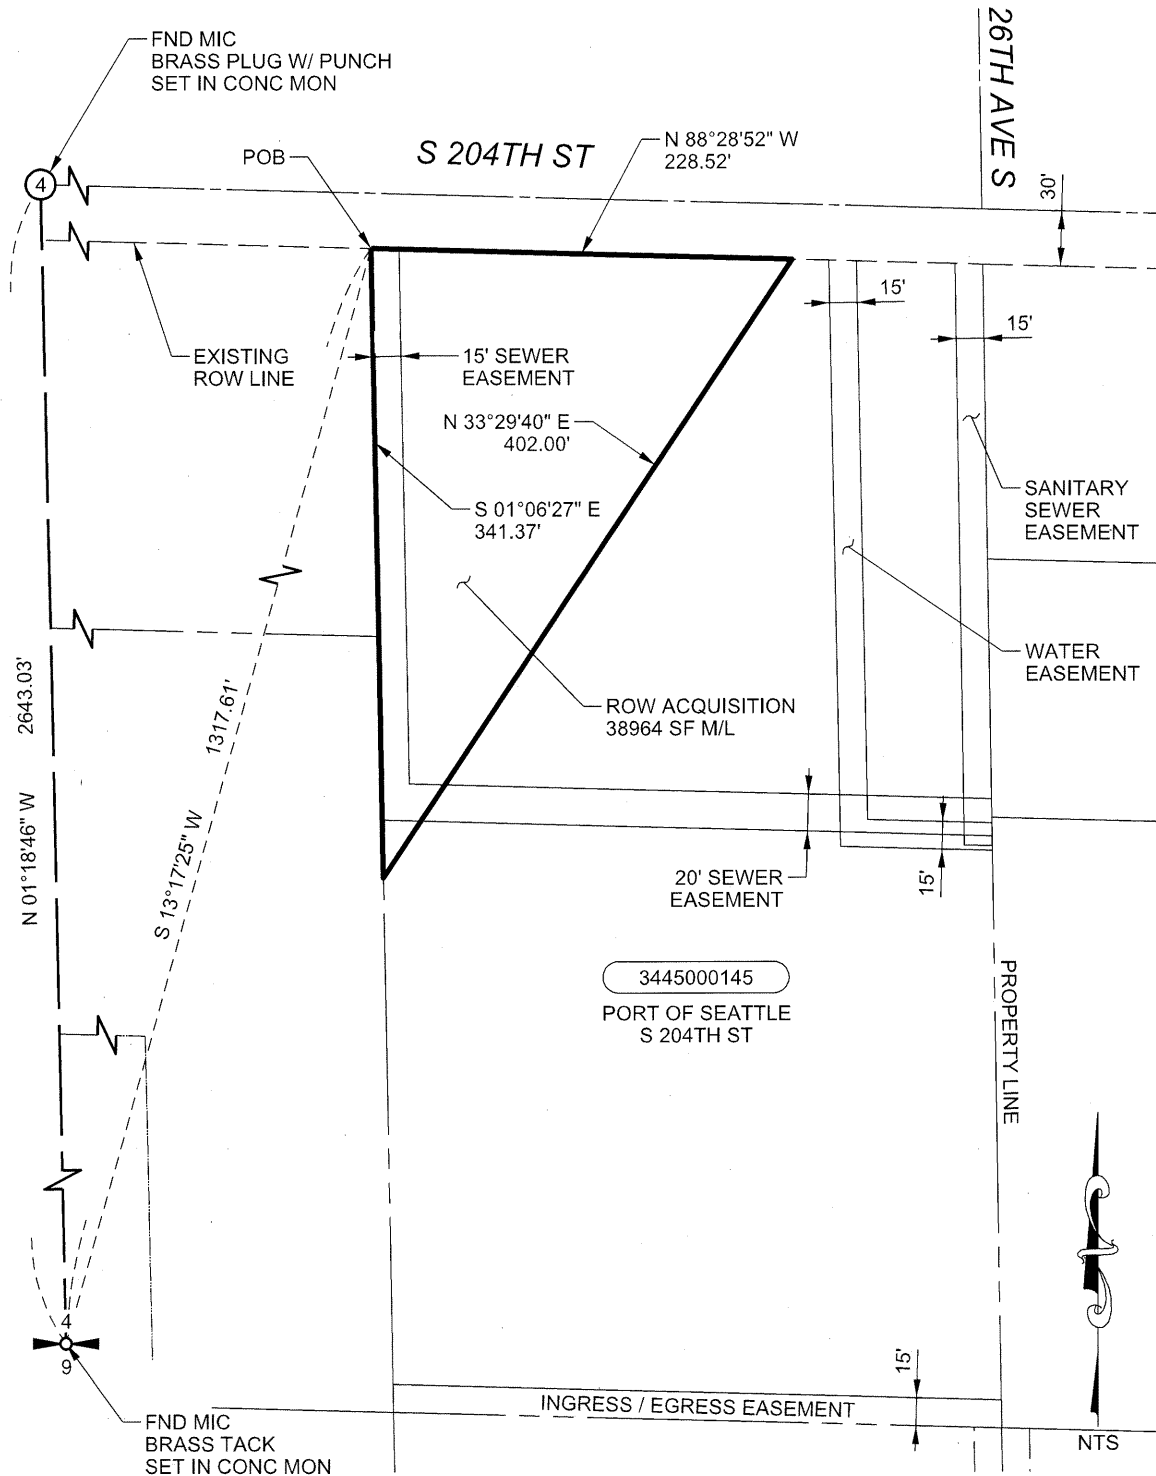 FND MIC
BRASS PLUG W/ PUNCH
SET IN CONC MON
26TH AVE S
4
POB
S 204TH ST
N 88°28'52" W
228.52'
30'
15'
15'
EXISTING
ROW LINE
15' SEWER
EASEMENT
N 33°29'40" E
402.00'
S 01°06'27" E
341.37'
SANITARY
SEWER
EASEMENT
WATER
EASEMENT
ROW ACQUISITION
38964 SF M/L
N 01°18'46" W 2643.03'
S 13°17'25" W 1317.61'
20' SEWER
EASEMENT
15'
3445000145
PORT OF SEATTLE
S 204TH ST
PROPERTY LINE
4
9
15'
INGRESS / EGRESS EASEMENT
FND MIC
BRASS TACK
SET IN CONC MON
NTS